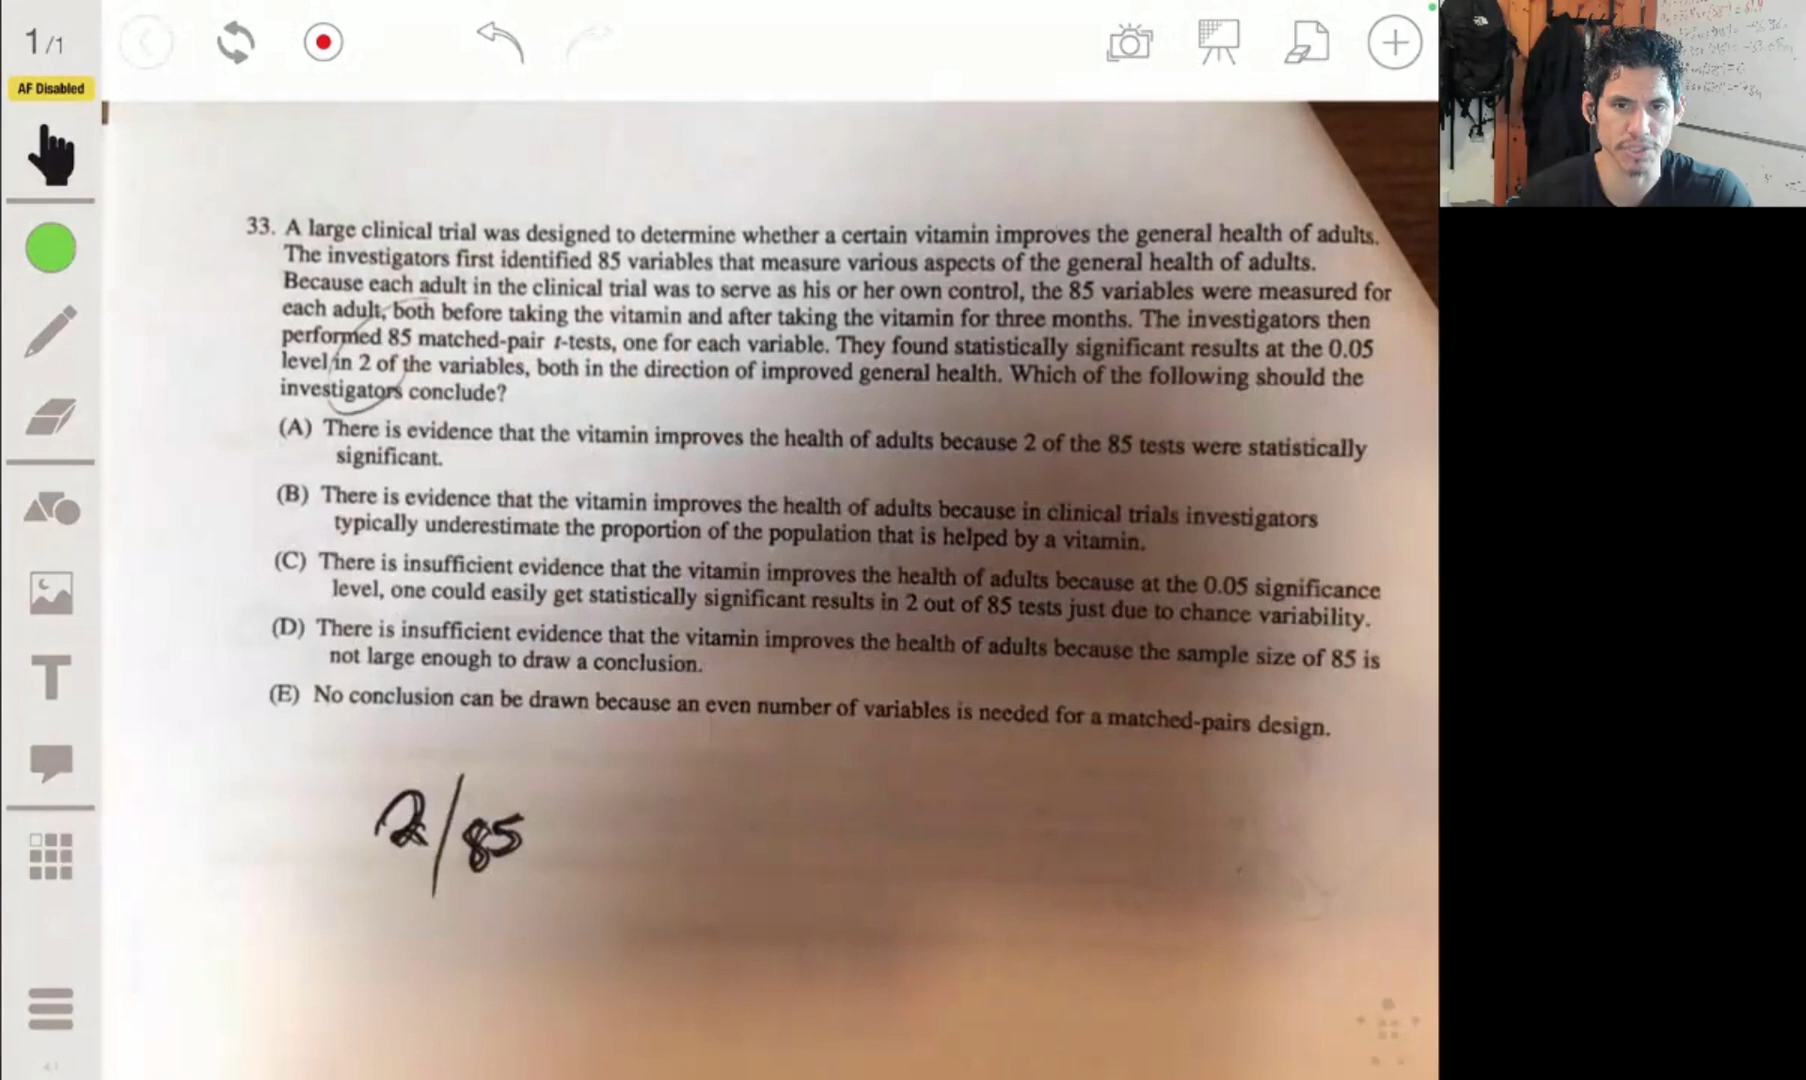 1/1
AF Disabled
33. A large clinical trial was designed to determine whether a certain vitamin improves the general health of adults.
The investigators first identified 85 variables that measure various aspects of the general health of adults.
Because each adult in the clinical trial was to serve as his or her own control, the 85 variables were measured for
each adult, both before taking the vitamin and after taking the vitamin for three months. The investigators then
performed 85 matched-pair t-tests, one for each variable. They found statistically significant results at the 0.05
level in 2 of the variables, both in the direction of improved general health. Which of the following should the
investigators conclude?
(A) There is evidence that the vitamin improves the health of adults because 2 of the 85 tests were statistically
significant.
(B) There is evidence that the vitamin improves the health of adults because in clinical trials investigators
typically underestimate the proportion of the population that is helped by a vitamin.
(C) There is insufficient evidence that the vitamin improves the health of adults because at the 0.05 significance
level, one could easily get statistically significant results in 2 out of 85 tests just due to chance variability.
(D) There is insufficient evidence that the vitamin improves the health of adults because the sample size of 85 is
not large enough to draw a conclusion.
(E) No conclusion can be drawn because an even number of variables is needed for a matched-pairs design.
2/85
T